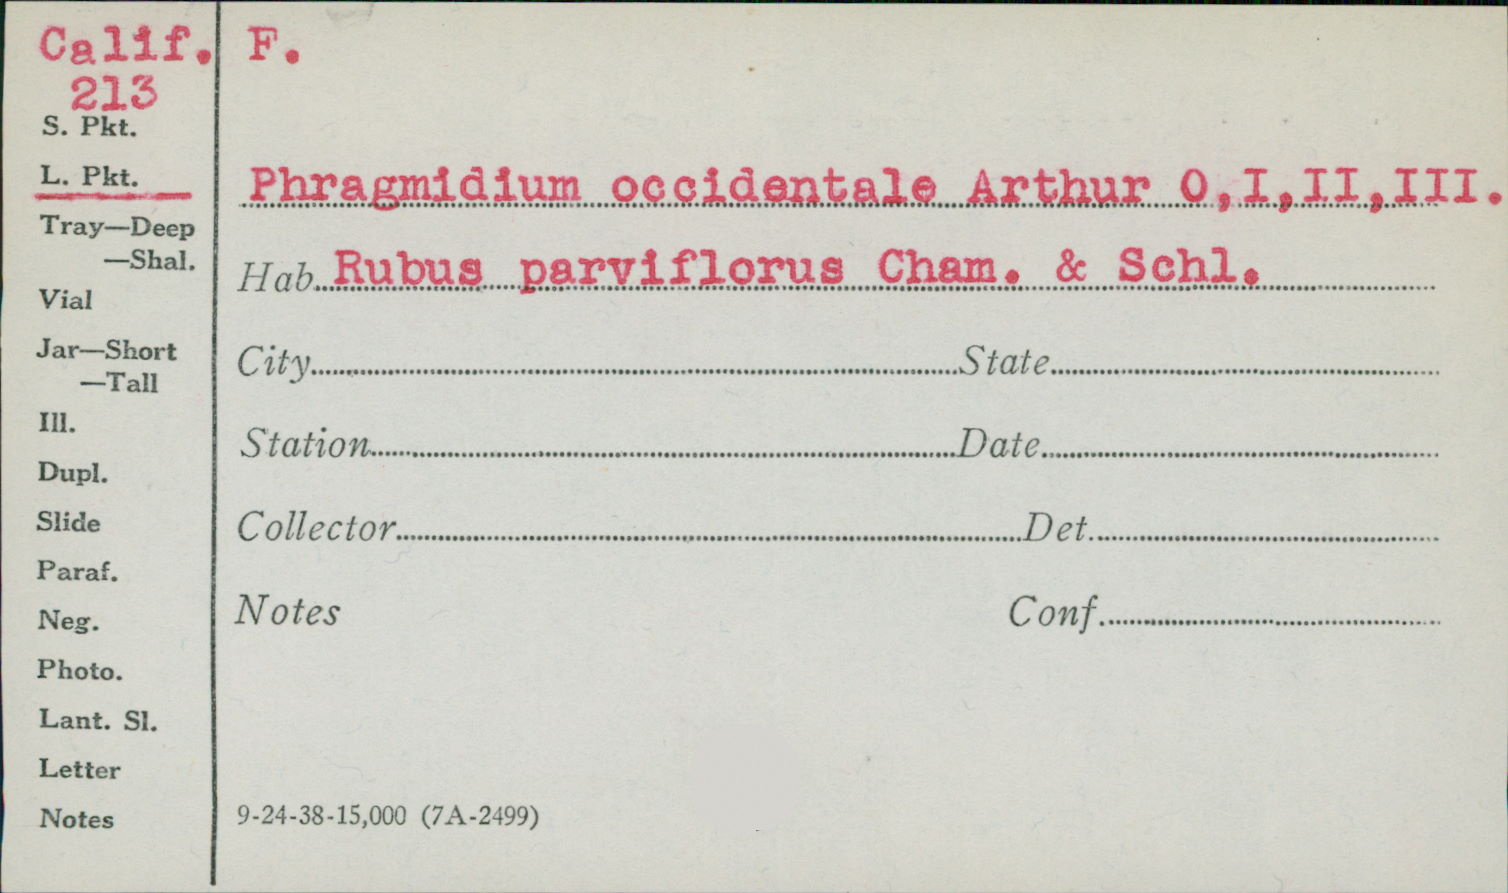 Calif.
213
S. Pkt.
L. Pkt.
Tray—Deep
—Shal.
Vial
Jar—Short
—Tall
Ill.
Dupl.
Slide
Paraf.
Neg.
Photo.
Lant. Sl.
Letter
Notes
F.
Phragmidium occidentale Arthur O,I,II,III.
Hab. Rubus parviflorus Cham. & Schl.
City State
Station Date
Collector Det.
Notes Conf.
9-24-38-15,000 (7A-2499)